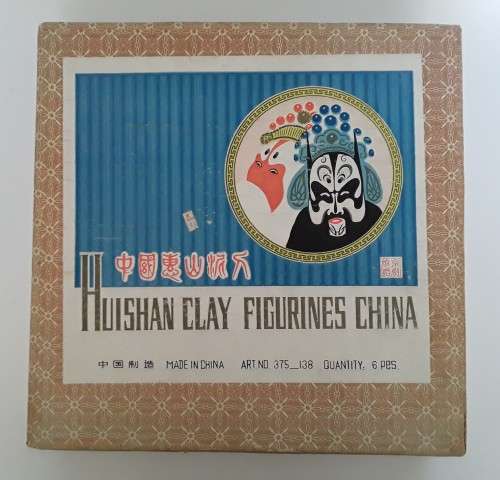 中國惠山泥人
HUISHAN CLAY FIGURINES CHINA
中国制造 MADE IN CHINA ART.NO. 375_138 QUANTITY, 6 PCS.